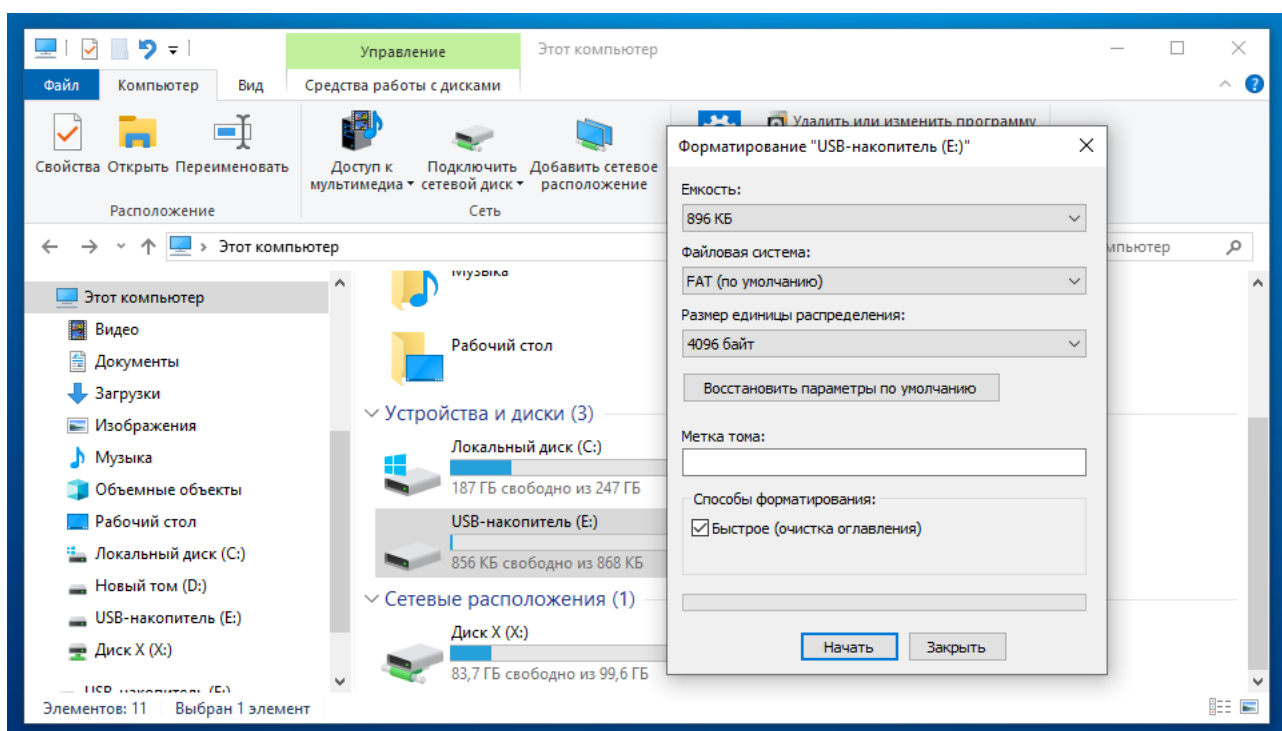 Управление
Этот компьютер
Файл
Компьютер
Вид
Средства работы с дисками
Свойства
Открыть
Переименовать
Расположение
Доступ к
мультимедиа
Подключить
сетевой диск
Добавить сетевое
расположение
Сеть
Удалить или изменить программу
Этот компьютер
Этот компьютер
Видео
Документы
Загрузки
Изображения
Музыка
Объемные объекты
Рабочий стол
Локальный диск (C:)
Новый том (D:)
USB-накопитель (E:)
Диск X (X:)
USB-накопитель (E:)
Музыка
Рабочий стол
Устройства и диски (3)
Локальный диск (C:)
187 ГБ свободно из 247 ГБ
USB-накопитель (E:)
856 КБ свободно из 868 КБ
Сетевые расположения (1)
Диск X (X:)
83,7 ГБ свободно из 99,6 ГБ
Форматирование "USB-накопитель (E:)"
Емкость:
896 КБ
Файловая система:
FAT (по умолчанию)
Размер единицы распределения:
4096 байт
Восстановить параметры по умолчанию
Метка тома:
Способы форматирования:
Быстрое (очистка оглавления)
Начать
Закрыть
Элементов: 11
Выбран 1 элемент